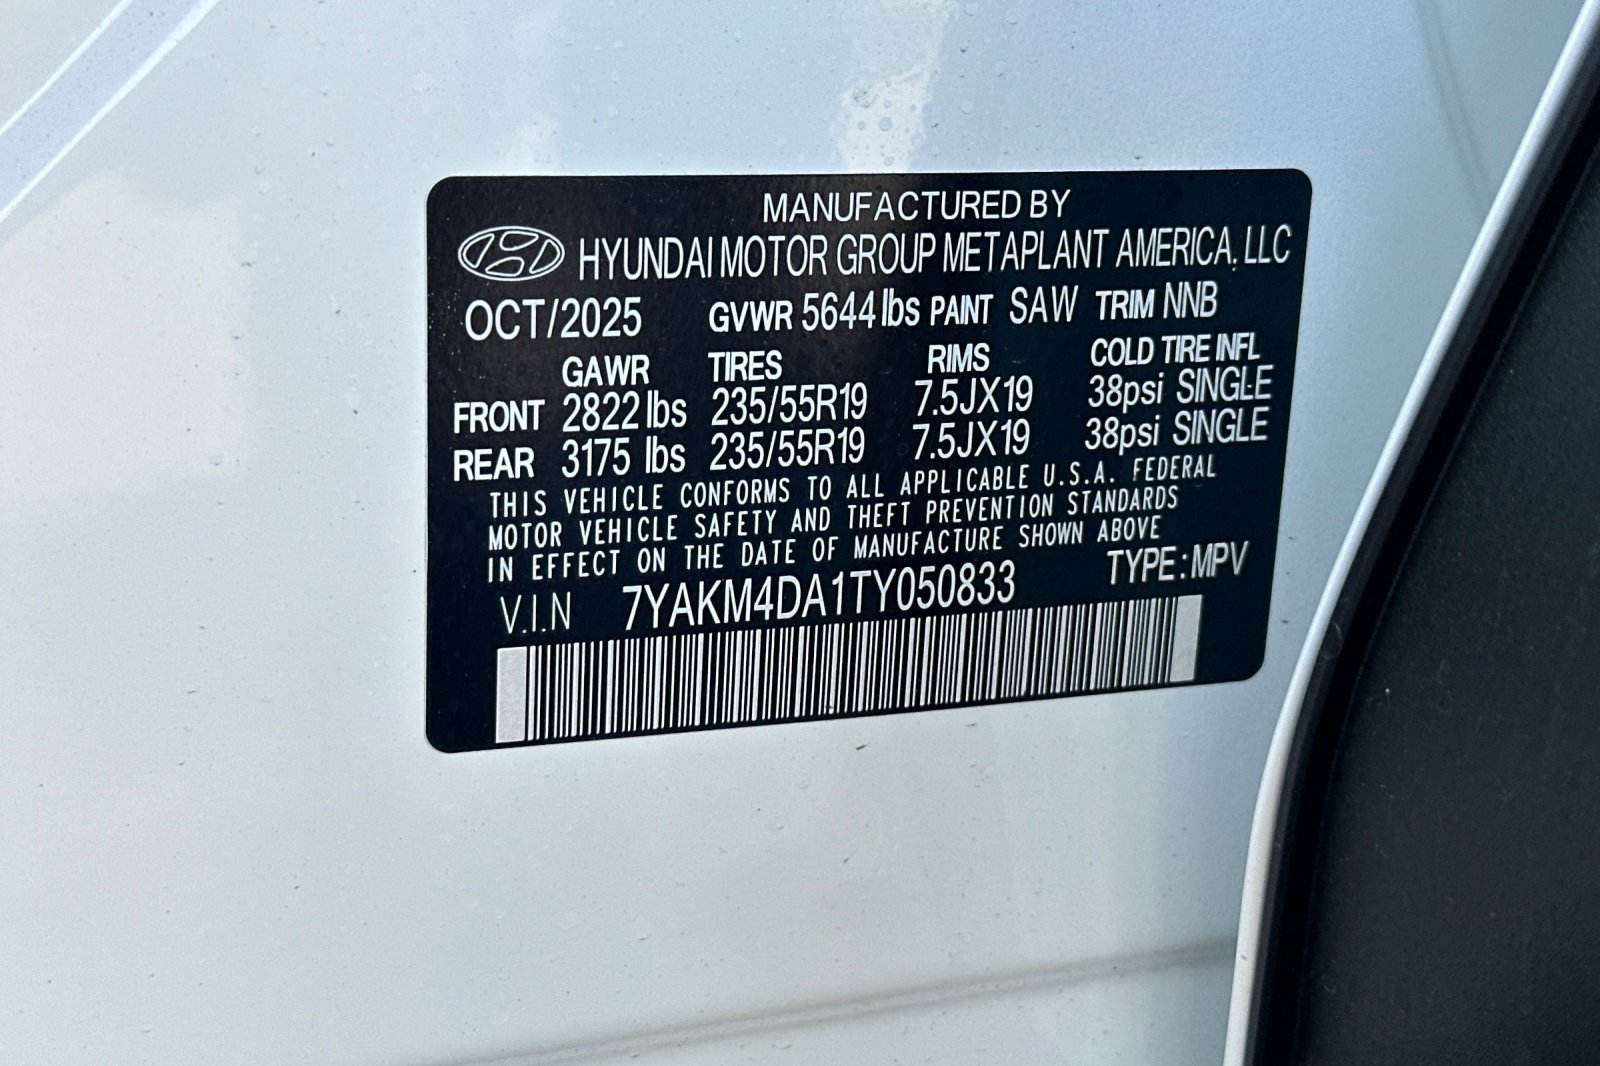 MANUFACTURED BY
HYUNDAI MOTOR GROUP METAPLANT AMERICA, LLC
OCT/2025 GVWR 5644 lbs PAINT SAW TRIM NNB
GAWR TIRES RIMS COLD TIRE INFL
FRONT 2822 lbs 235/55R19 7.5JX19 38psi SINGLE
REAR 3175 lbs 235/55R19 7.5JX19 38psi SINGLE
THIS VEHICLE CONFORMS TO ALL APPLICABLE U.S.A. FEDERAL
MOTOR VEHICLE SAFETY AND THEFT PREVENTION STANDARDS
IN EFFECT ON THE DATE OF MANUFACTURE SHOWN ABOVE
V.I.N 7YAKM4DA1TY050833 TYPE: MPV